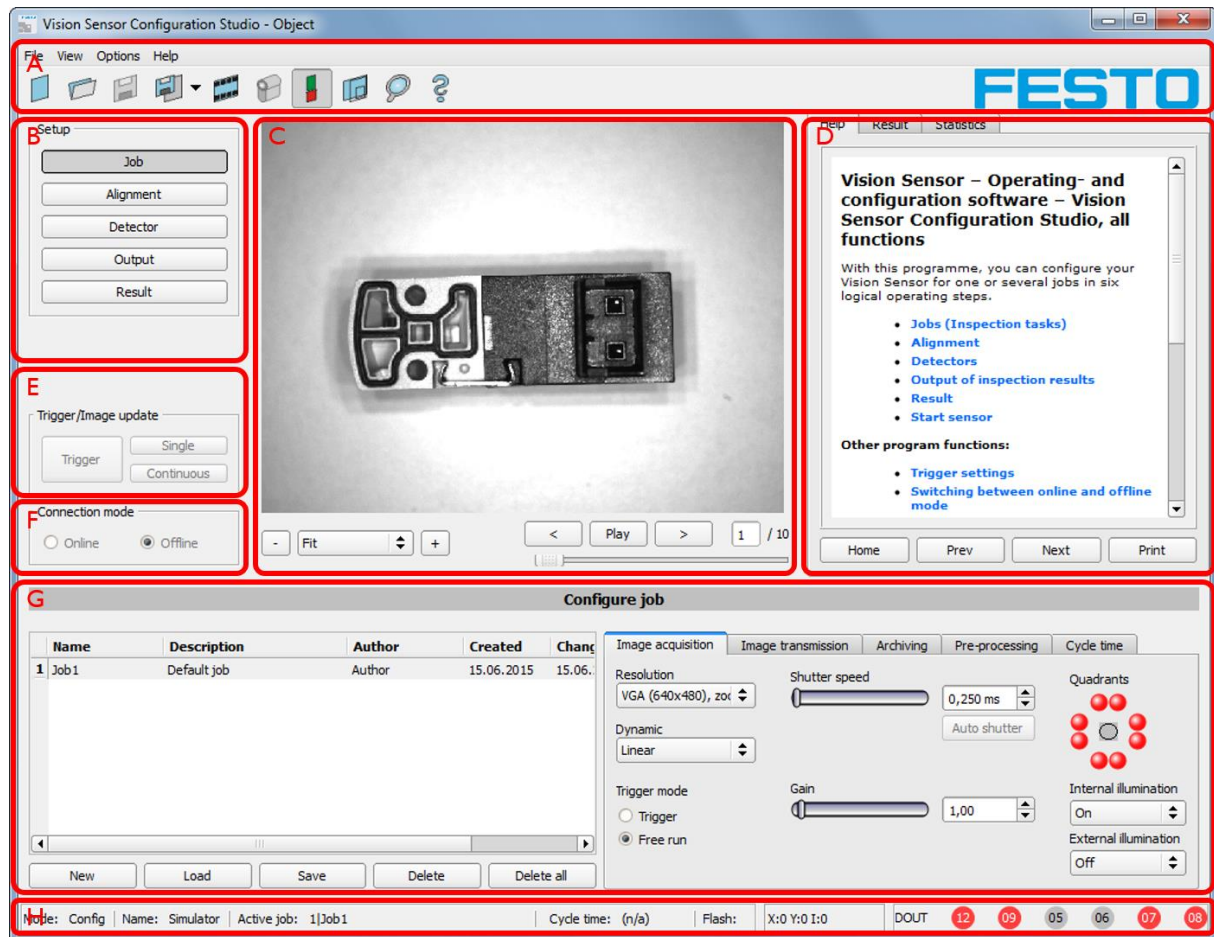 Vision Sensor Configuration Studio - Object
File View Options Help
A
FESTO
B
Setup
Job
Alignment
Detector
Output
Result
C
D
Help Result Statistics
Vision Sensor – Operating- and
configuration software – Vision
Sensor Configuration Studio, all
functions
With this programme, you can configure your
Vision Sensor for one or several jobs in six
logical operating steps.
• Jobs (Inspection tasks)
• Alignment
• Detectors
• Output of inspection results
• Result
• Start sensor
Other program functions:
• Trigger settings
• Switching between online and offline
mode
Home Prev Next Print
E
Trigger/Image update
Trigger
Single
Continuous
F
Connection mode
Online Offline
- Fit +
< Play > 1 / 10
G
Configure job
Name Description Author Created Chang
1 Job1 Default job Author 15.06.2015 15.06.
New Load Save Delete Delete all
Image acquisition Image transmission Archiving Pre-processing Cycle time
Resolution
VGA (640x480), zoo
Dynamic
Linear
Trigger mode
Trigger
Free run
Shutter speed
0,250 ms
Auto shutter
Gain
1,00
Quadrants
Internal illumination
On
External illumination
Off
H
Mode: Config Name: Simulator Active job: 1|Job1 Cycle time: (n/a) Flash: X:0 Y:0 I:0 DOUT 12 09 05 06 07 08